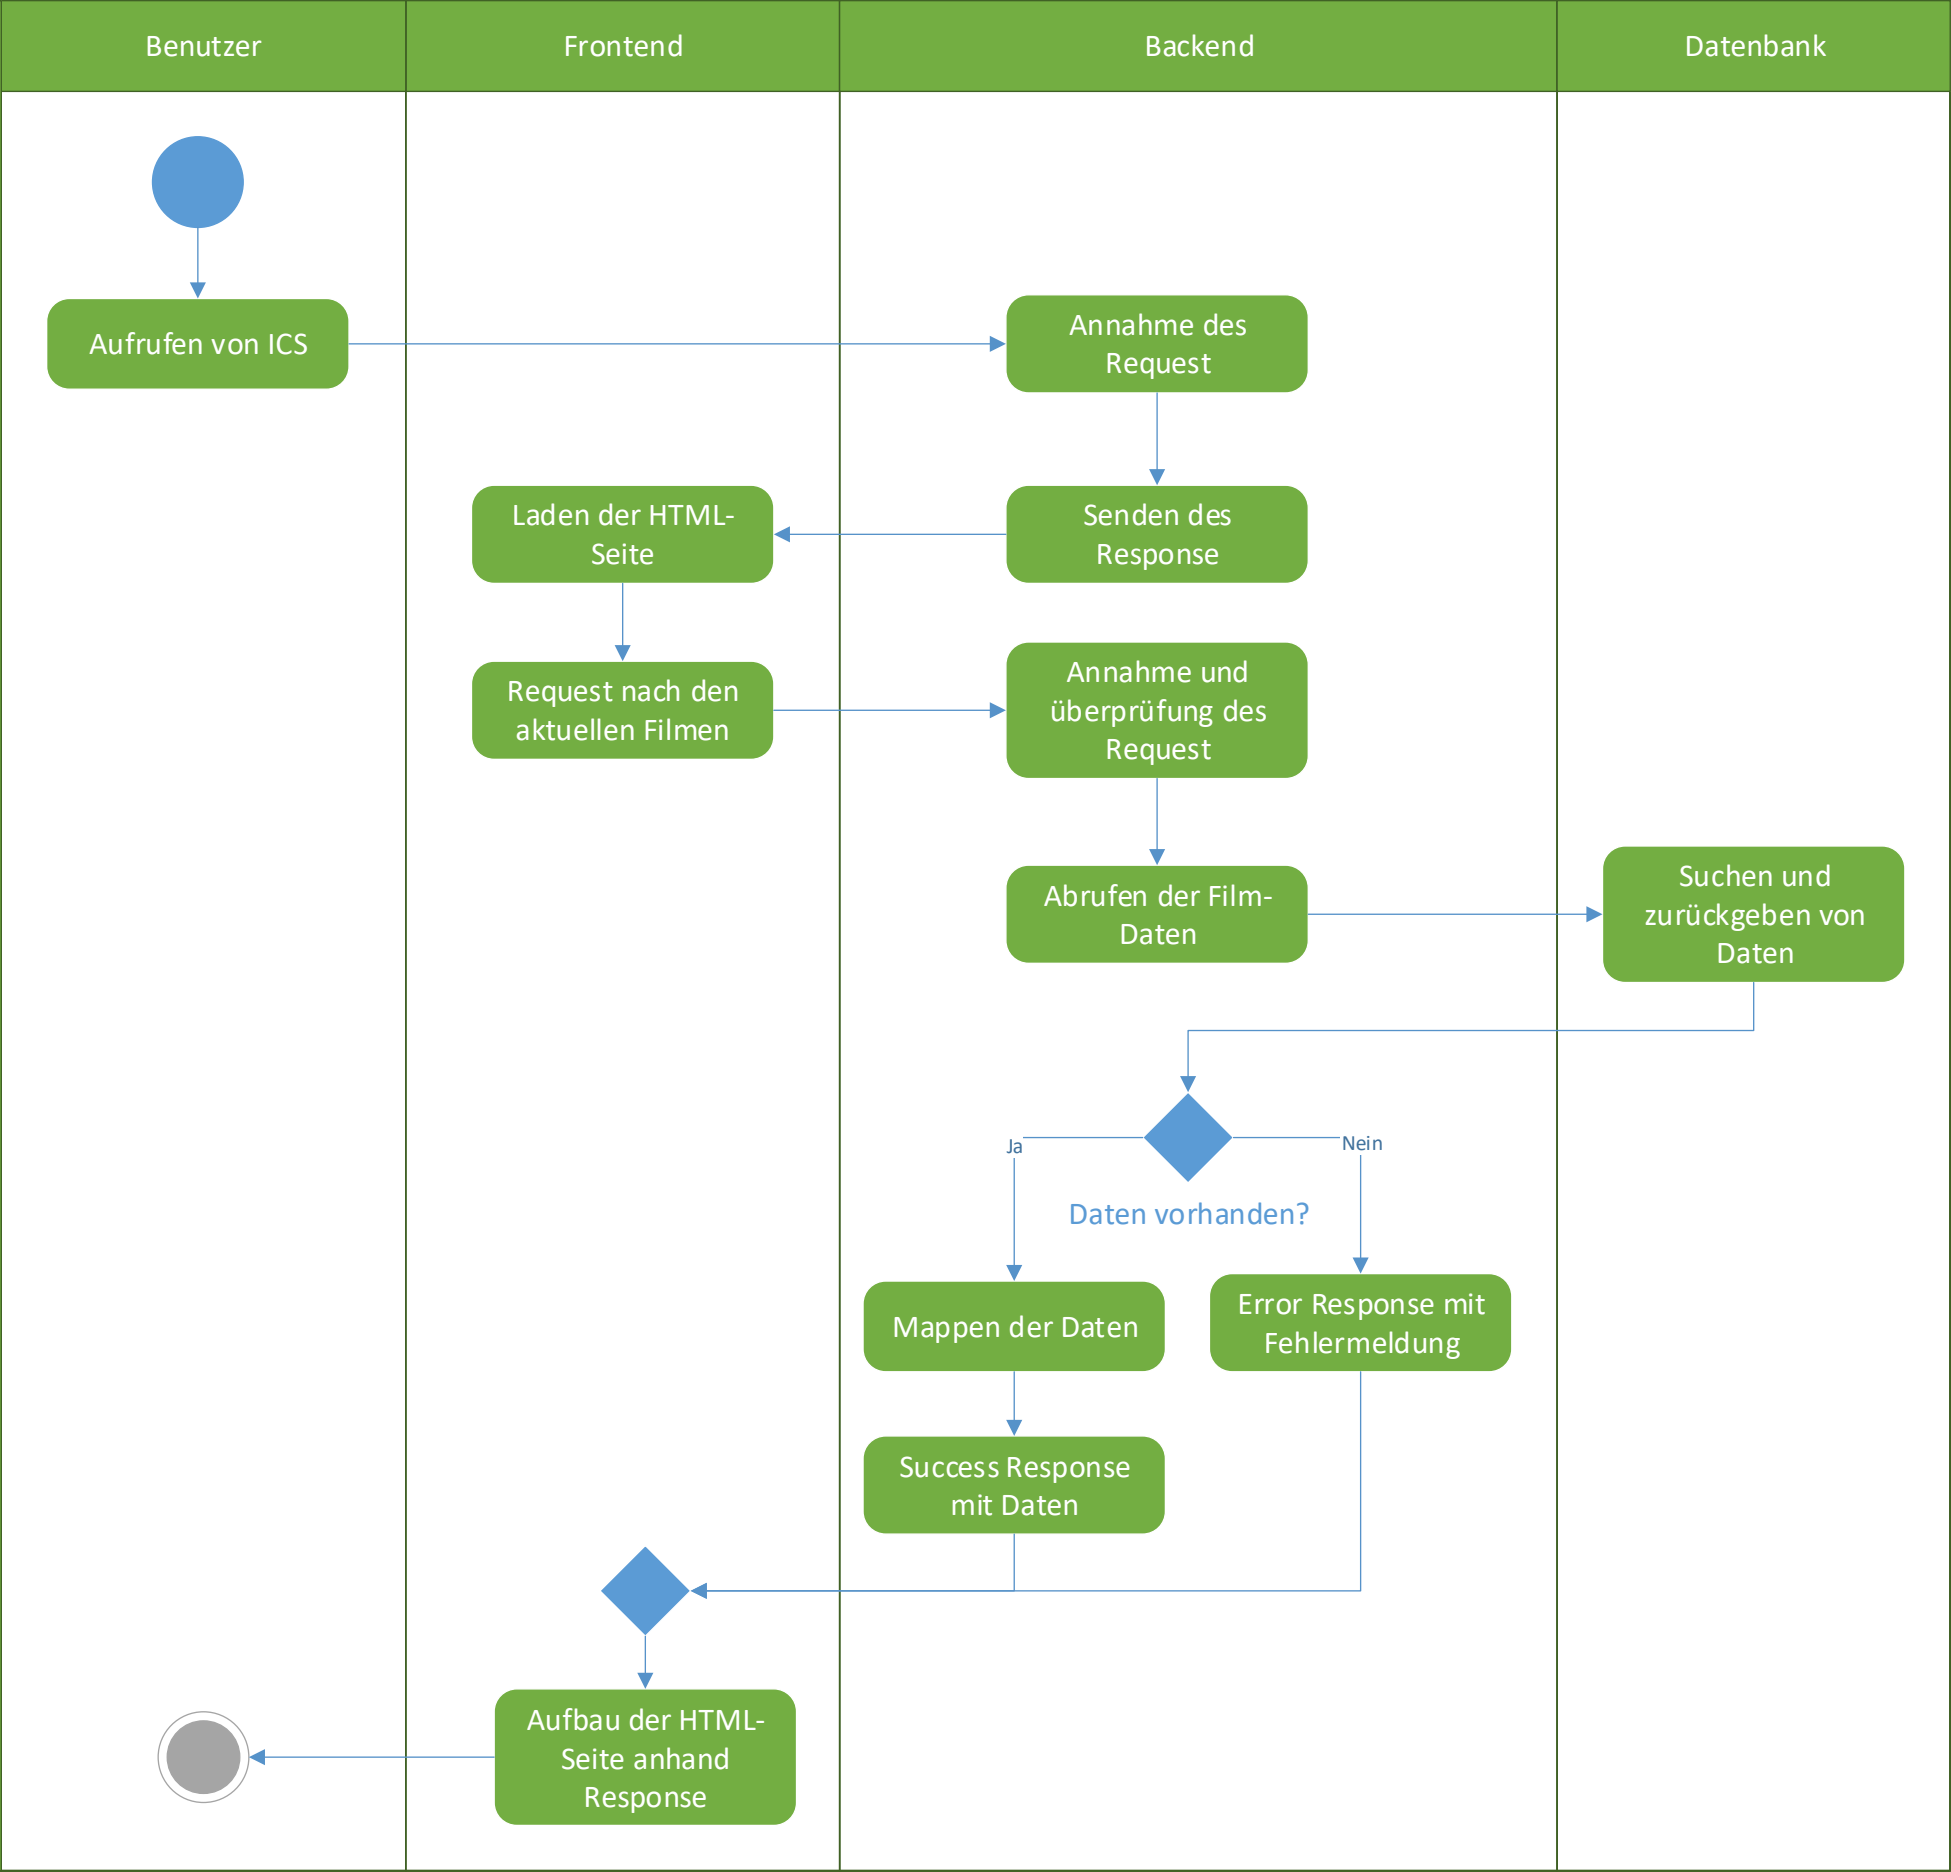 Benutzer
Frontend
Backend
Datenbank
Aufrufen von ICS
Annahme des
Request
Laden der HTML-
Seite
Senden des
Response
Request nach den
aktuellen Filmen
Annahme und
überprüfung des
Request
Abrufen der Film-
Daten
Suchen und
zurückgeben von
Daten
Ja
Nein
Daten vorhanden?
Mappen der Daten
Error Response mit
Fehlermeldung
Success Response
mit Daten
Aufbau der HTML-
Seite anhand
Response